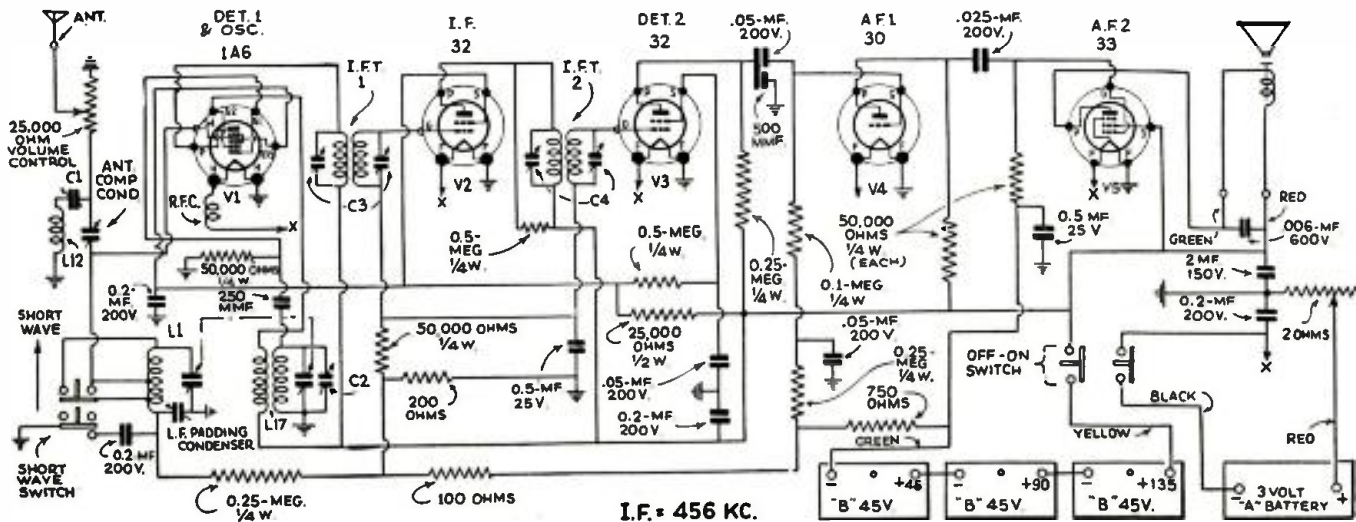 ANT.
25,000
OHM
VOLUME
CONTROL
C1
ANT.
COMP
COND
L12
DET.1
& OSC.
1A6
V1
R.F.C.
X
50,000 OHMS
1/4 W
250
MMF.
0.2-
MF.
200V.
SHORT
WAVE
L1
L.F. PADDING
CONDENSER
0.2-MF
200V.
SHORT
WAVE
SWITCH
L17
C2
0.25-MEG.
1/4 W.
I.F.T.
1
C3
I.F.
32
V2
X
0.5-
MEG
1/4 W.
50,000 OHMS
1/4 W.
200
OHMS
100 OHMS
I.F.T.
2
C4
0.5-MF
25 V.
DET. 2
32
V3
X
0.5-MEG.
1/4 W.
25,000
OHMS
1/2 W
.05-MF
200V.
0.2-MF
200V.
.05-MF.
200V.
500
MMF.
0.25-
MEG
1/4 W.
0.1-MEG
1/4 W
.05-MF
200V.
0.25-
MEG
1/4 W.
750
OHMS
GREEN
A.F.1
30
V4
X
.025-MF
200V.
50,000
OHMS
1/4 W.
(EACH)
0.5 MF
25 V
A.F.2
33
V5
X
GREEN
RED
.006-MF
600V
2 MF
150V.
0.2-MF
200V.
2 OHMS
X
OFF-ON
SWITCH
BLACK
YELLOW
RED
- +45
"B" 45V.
- +90
"B" 45V.
- +135
"B" 45V.
3 VOLT
- "A" BATTERY +
I.F. = 456 KC.